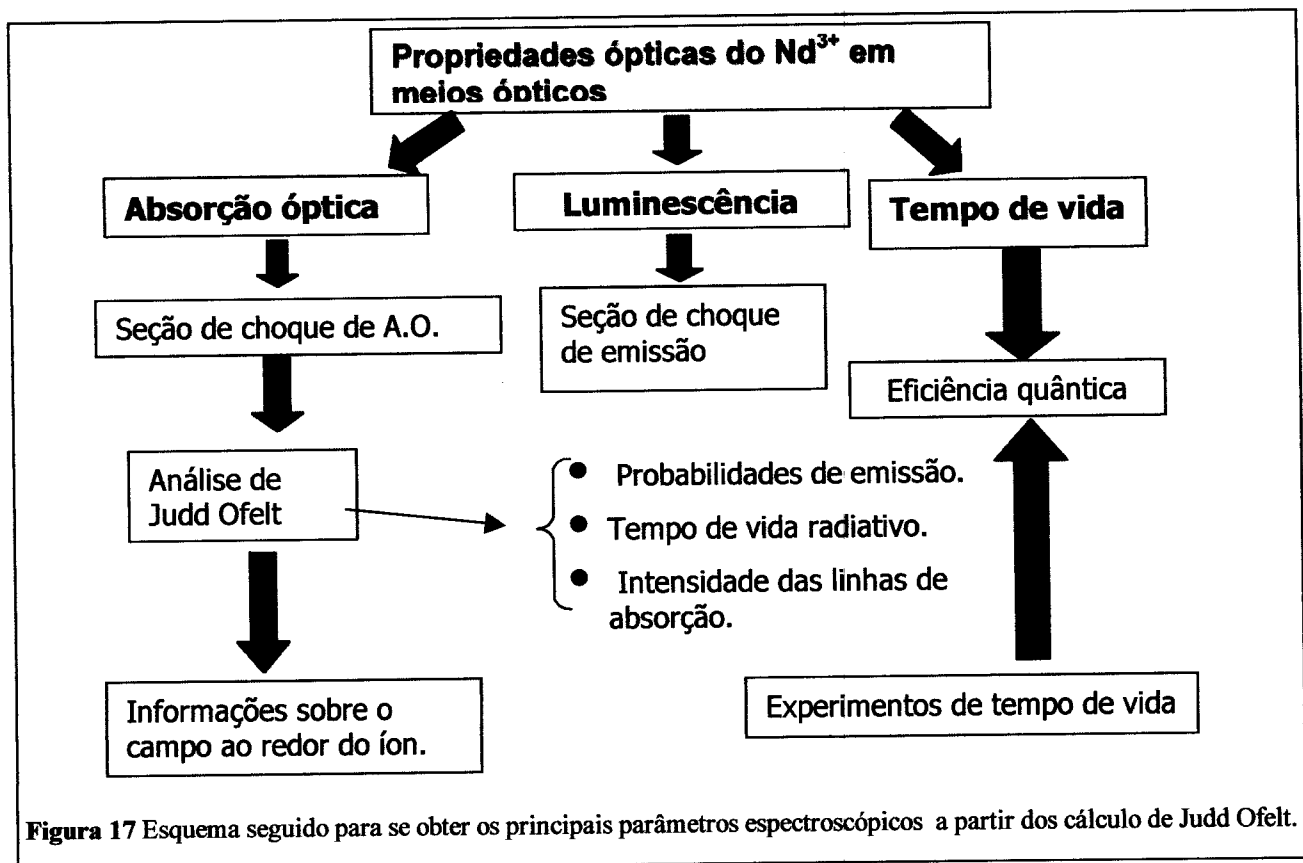 Propriedades ópticas do Nd³⁺ em
meios ópticos
Absorção óptica
Luminescência
Tempo de vida
Seção de choque de A.O.
Seção de choque
de emissão
Eficiência quântica
Análise de
Judd Ofelt
● Probabilidades de emissão.
● Tempo de vida radiativo.
● Intensidade das linhas de
absorção.
Informações sobre o
campo ao redor do íon.
Experimentos de tempo de vida
Figura 17 Esquema seguido para se obter os principais parâmetros espectroscópicos a partir dos cálculo de Judd Ofelt.